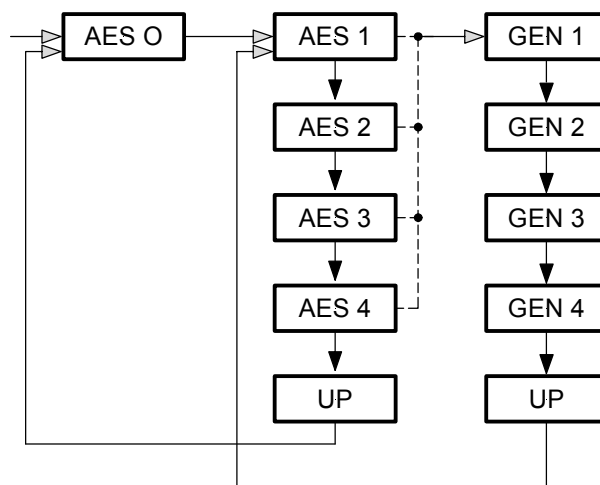 AES O
AES 1
GEN 1
AES 2
GEN 2
AES 3
GEN 3
AES 4
GEN 4
UP
UP